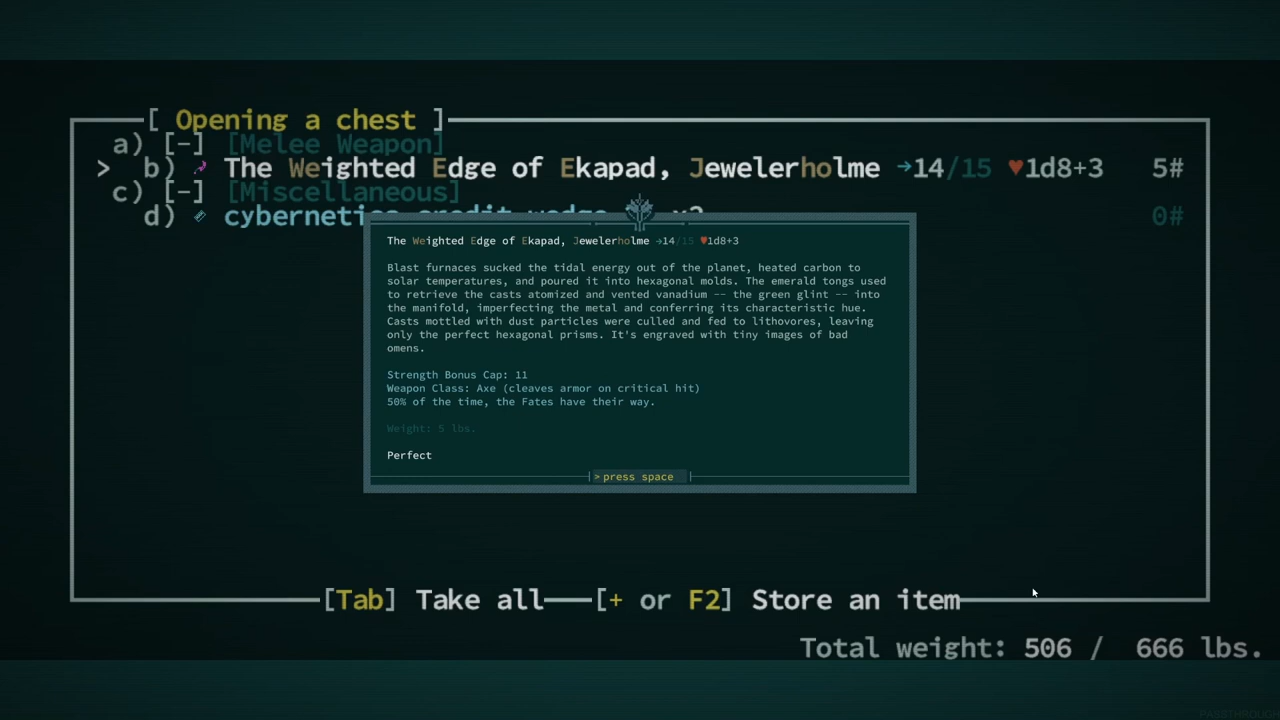 [ Opening a chest ]
a) [-] [Melee Weapon]
> b) The Weighted Edge of Ekapad, Jewelerholme →14/15 ♥1d8+3 5#
c) [-] [Miscellaneous]
d) cybernetics credit wedge 0#
The Weighted Edge of Ekapad, Jewelerholme →14/15 ♥1d8+3
Blast furnaces sucked the tidal energy out of the planet, heated carbon to
solar temperatures, and poured it into hexagonal molds. The emerald tongs used
to retrieve the casts atomized and vented vanadium -- the green glint -- into
the manifold, imperfecting the metal and conferring its characteristic hue.
Casts mottled with dust particles were culled and fed to lithovores, leaving
only the perfect hexagonal prisms. It's engraved with tiny images of bad
omens.
Strength Bonus Cap: 11
Weapon Class: Axe (cleaves armor on critical hit)
50% of the time, the Fates have their way.
Weight: 5 lbs.
Perfect
> press space
[Tab] Take all [+ or F2] Store an item
Total weight: 506 / 666 lbs.